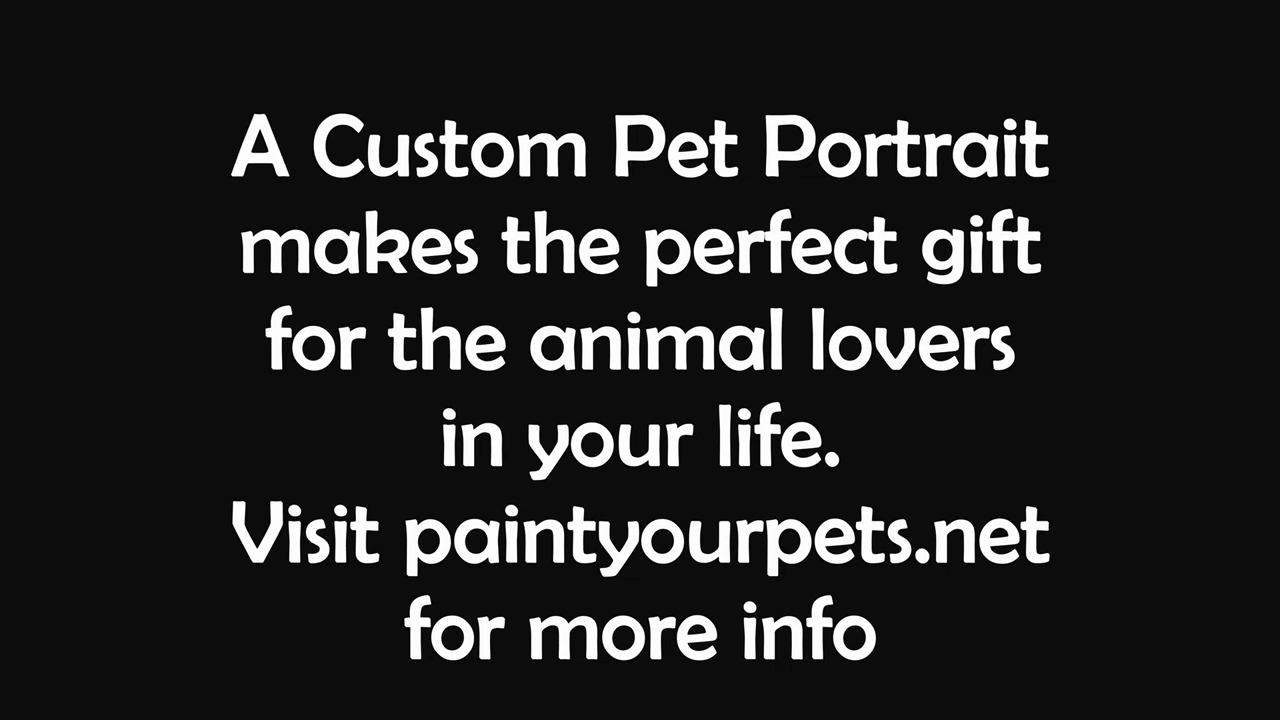 A Custom Pet Portrait
makes the perfect gift
for the animal lovers
in your life.
Visit paintyourpets.net
for more info